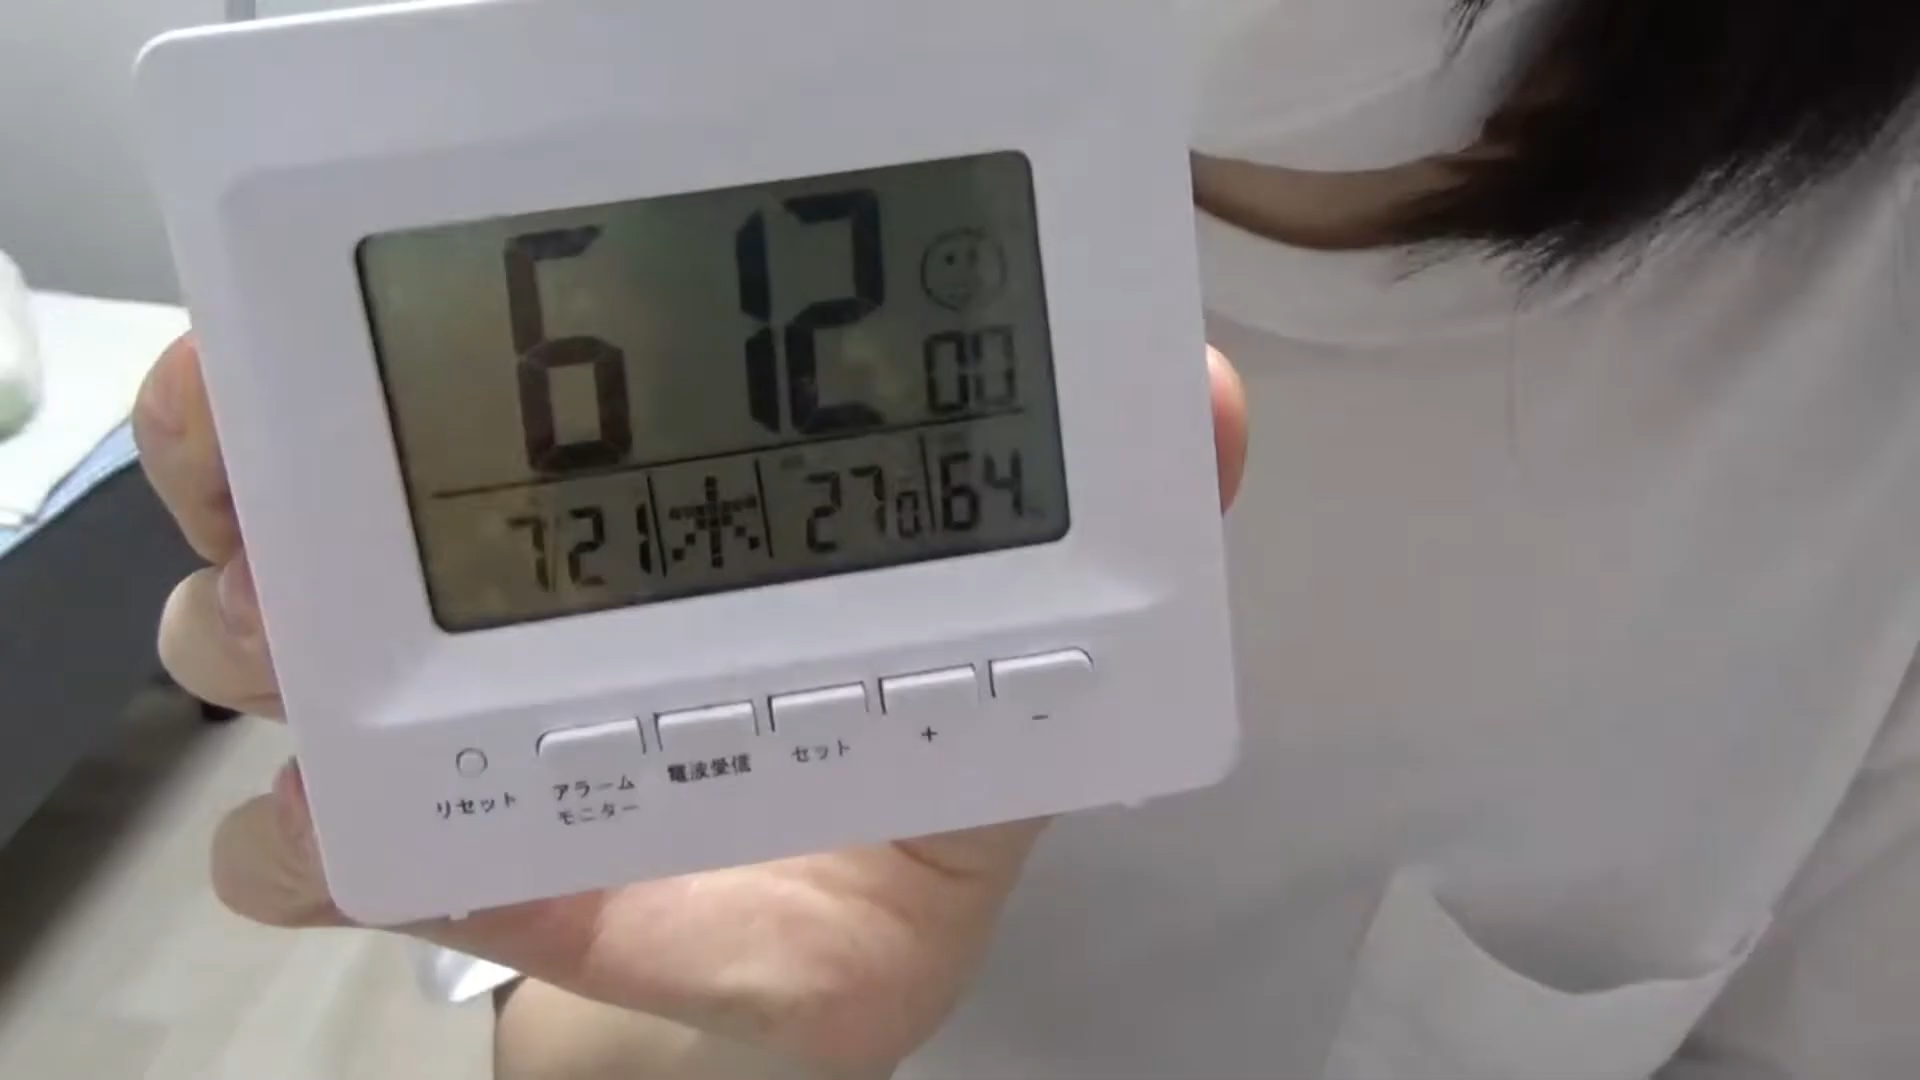 6 12
00
7/21 木 27.0 64%
リセット
アラーム
モニター
電波受信
セット
+
-